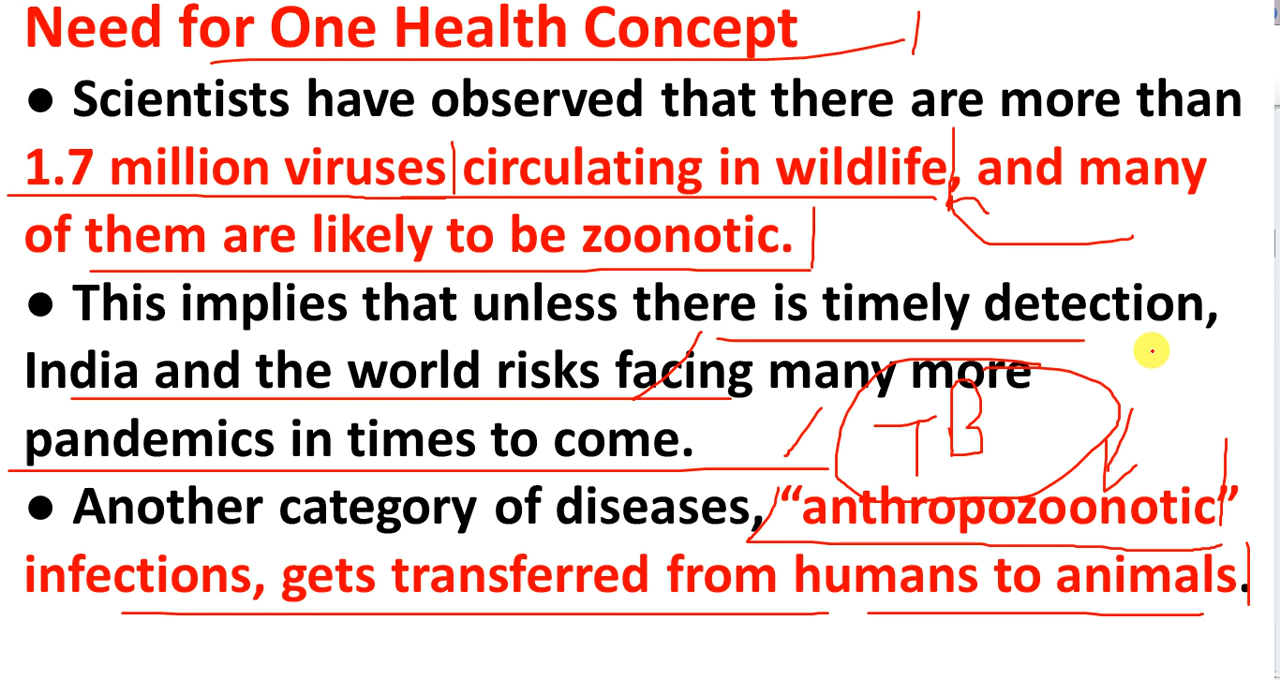 Need for One Health Concept
● Scientists have observed that there are more than
1.7 million viruses circulating in wildlife, and many
of them are likely to be zoonotic.
● This implies that unless there is timely detection,
India and the world risks facing many more
pandemics in times to come.
TB
● Another category of diseases, “anthropozoonotic”
infections, gets transferred from humans to animals.